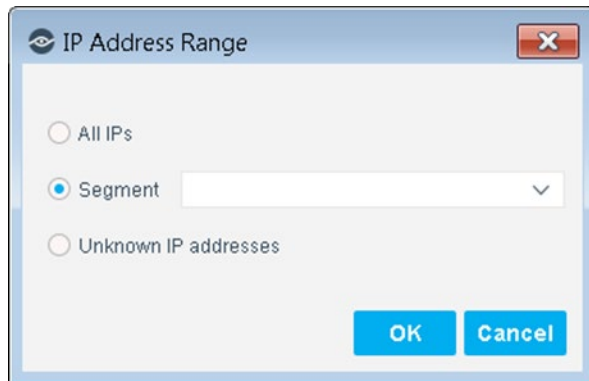 IP Address Range
All IPs
Segment
Unknown IP addresses
OK Cancel